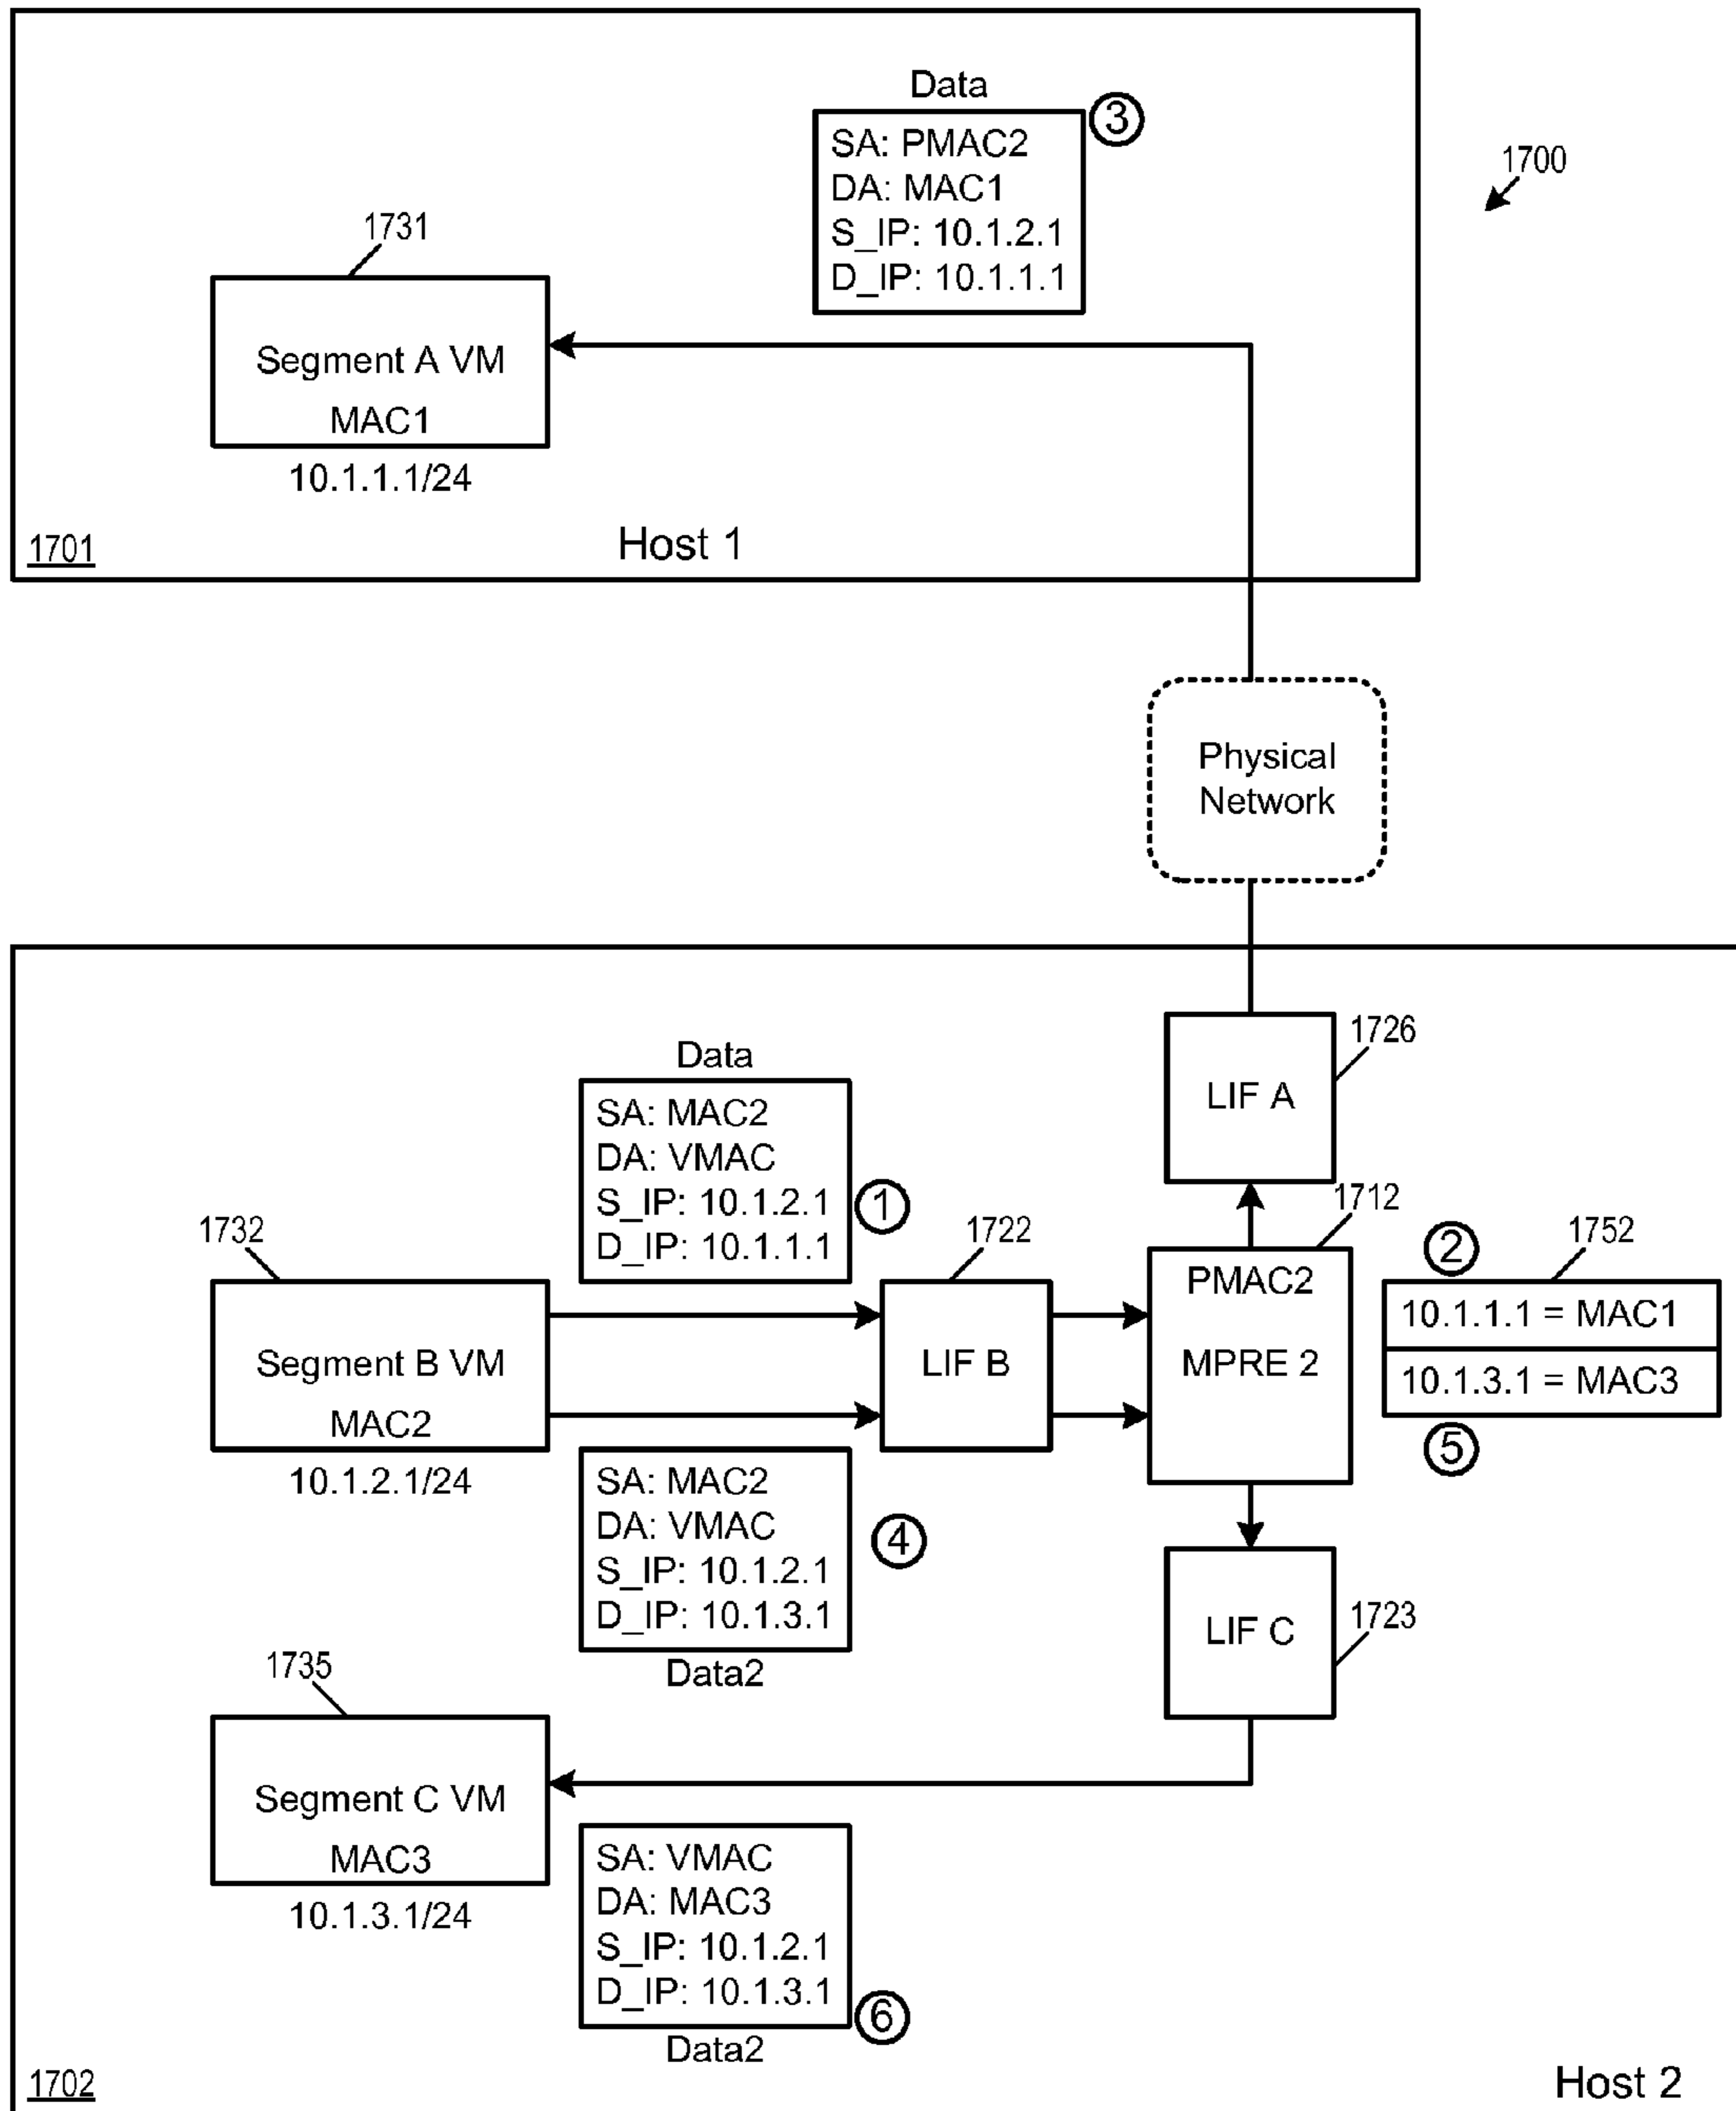 Data
3
SA: PMAC2
DA: MAC1
S_IP: 10.1.2.1
D_IP: 10.1.1.1
1700
1731
Segment A VM
MAC1
10.1.1.1/24
1701
Host 1
Physical
Network
1726
LIF A
Data
SA: MAC2
DA: VMAC
S_IP: 10.1.2.1
D_IP: 10.1.1.1
1
1732
Segment B VM
MAC2
10.1.2.1/24
1722
LIF B
1712
PMAC2
MPRE 2
2
1752
10.1.1.1 = MAC1
10.1.3.1 = MAC3
5
SA: MAC2
DA: VMAC
S_IP: 10.1.2.1
D_IP: 10.1.3.1
Data2
4
1723
LIF C
1735
Segment C VM
MAC3
10.1.3.1/24
SA: VMAC
DA: MAC3
S_IP: 10.1.2.1
D_IP: 10.1.3.1
6
Data2
1702
Host 2